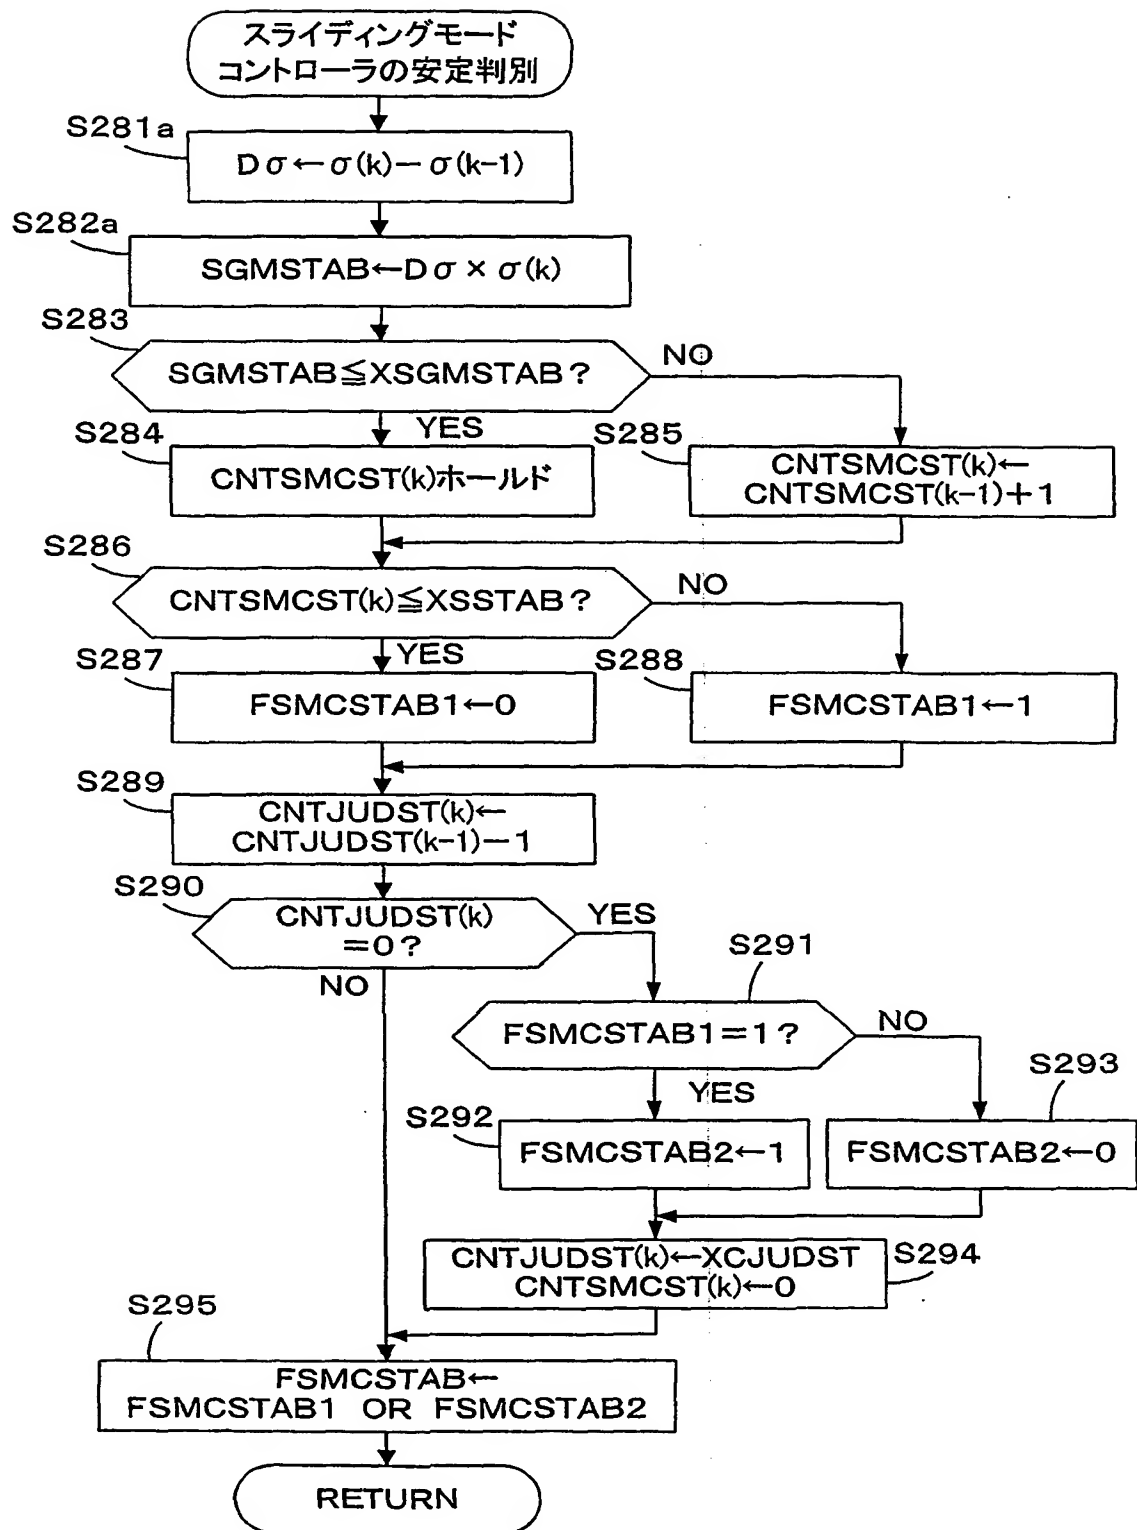 スライディングモード
コントローラの安定判別
S281a
Dσ←σ(k)－σ(k-1)
S282a
SGMSTAB←Dσ×σ(k)
S283
SGMSTAB≦XSGMSTAB?
NO
YES
S284
CNTSMCST(k)ホールド
S285
CNTSMCST(k)←
CNTSMCST(k-1)＋1
S286
CNTSMCST(k)≦XSSTAB?
NO
YES
S287
FSMCSTAB1←0
S288
FSMCSTAB1←1
S289
CNTJUDST(k)←
CNTJUDST(k-1)－1
S290
CNTJUDST(k)
=0?
YES
NO
S291
FSMCSTAB1=1?
NO
YES
S292
FSMCSTAB2←1
S293
FSMCSTAB2←0
CNTJUDST(k)←XCJUDST
CNTSMCST(k)←0
S294
S295
FSMCSTAB←
FSMCSTAB1 OR FSMCSTAB2
RETURN